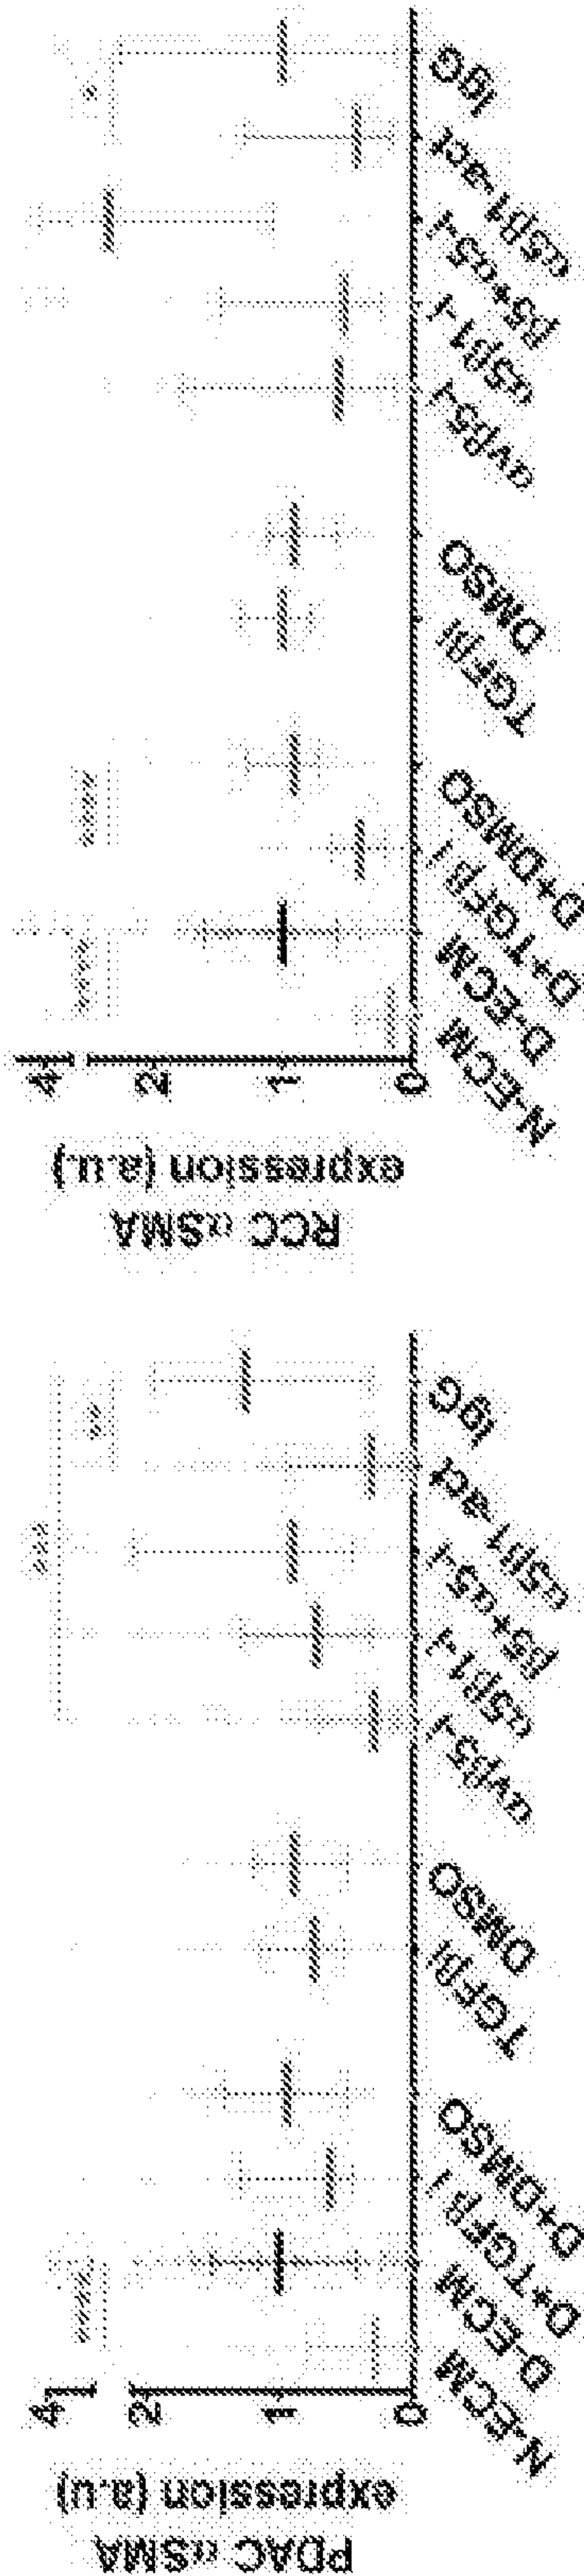 PDAC αSMA
expression (a.u)
4
2
1
0
N-ECM
D-ECM
D+TGFβ1
D+DMSO
TGFβi
DMSO
αvβ5-i
α5β1-i
β5+α5-i
α5β1-act
IgG
***
***
*
RCC αSMA
expression (a.u.)
4
2
1
0
N-ECM
D-ECM
D+TGFβ1
D+DMSO
TGFβi
DMSO
αvβ5-i
α5β1-i
β5+α5-i
α5β1-act
IgG
*